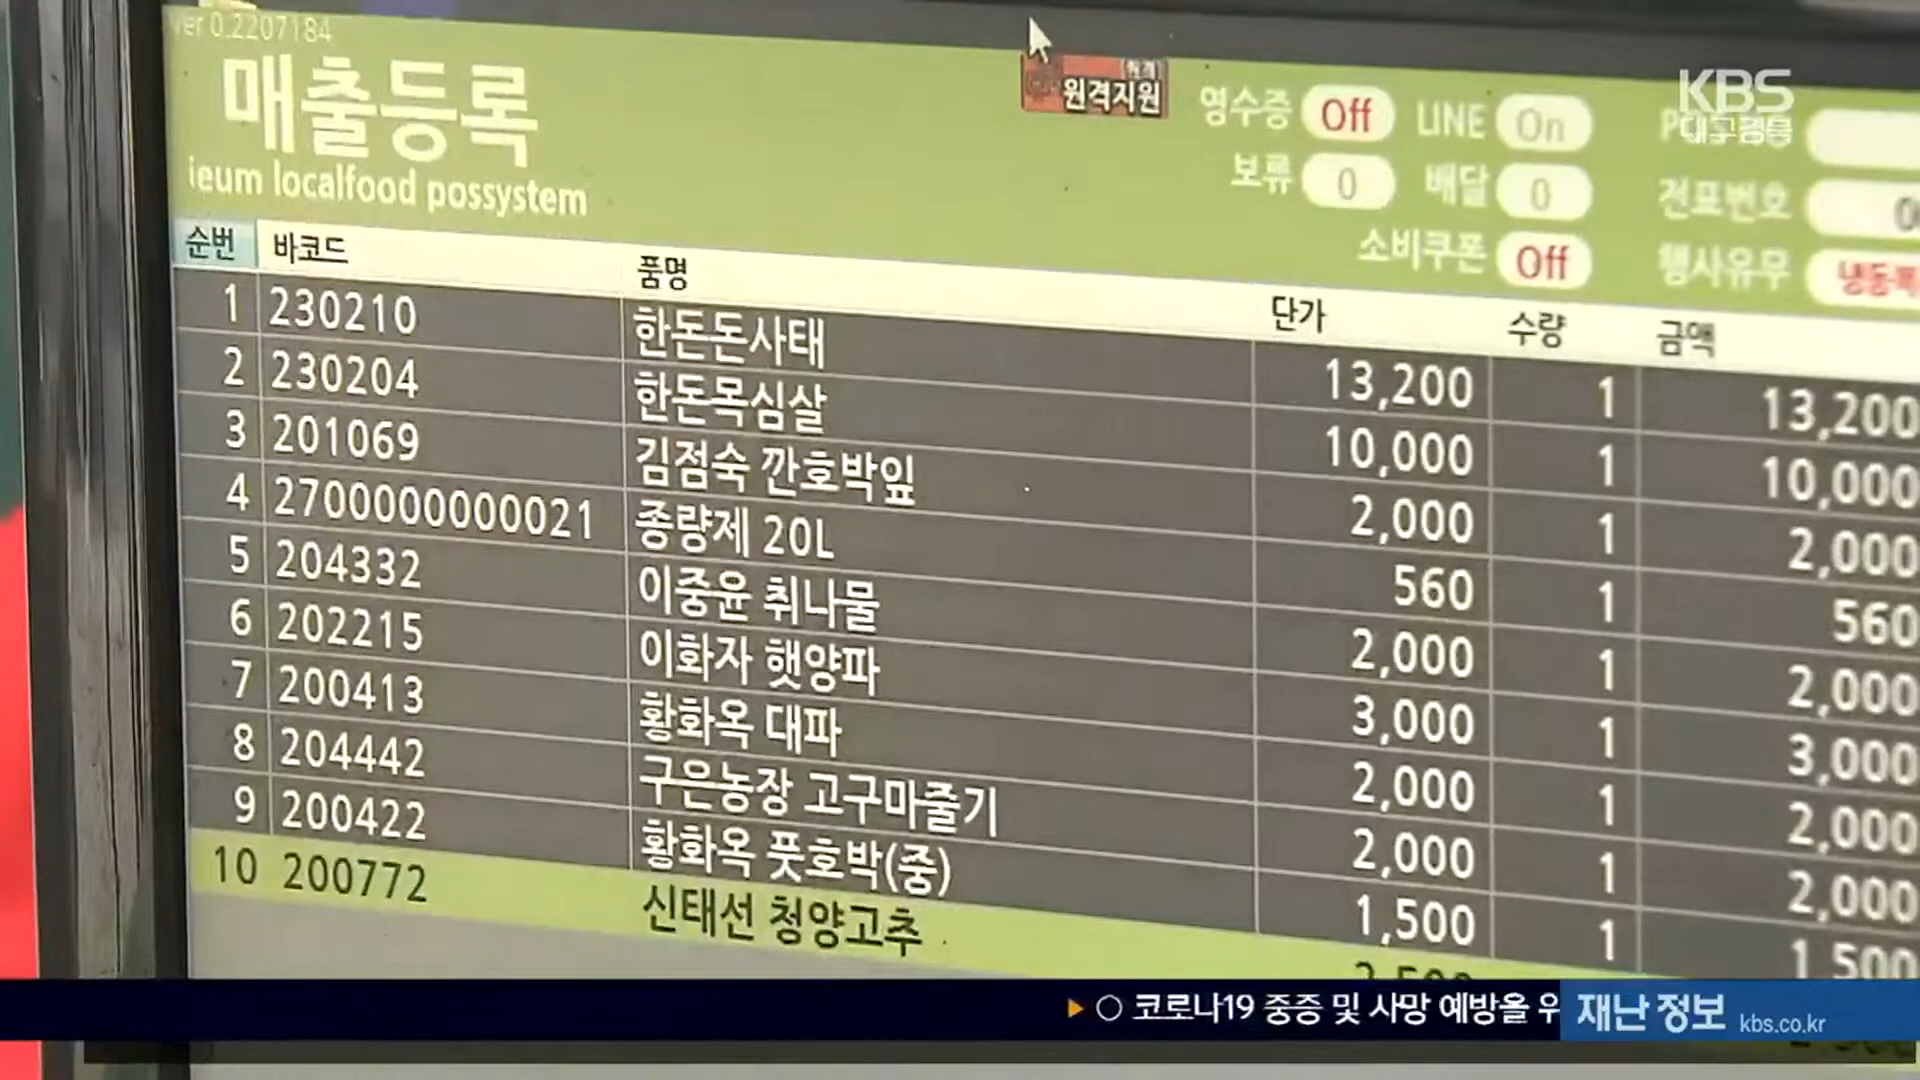 ver 0.2207184
매출등록
ieum localfood possystem
원격지원
영수증 Off LINE On
보류 0 배달 0 전표번호
소비쿠폰 Off 행사유무
KBS
대구경북
순번 바코드 품명 단가 수량 금액
1 230210 한돈돈사태 13,200 1 13,200
2 230204 한돈목심살 10,000 1 10,000
3 201069 김점숙 깐호박잎 2,000 1 2,000
4 2700000000021 종량제 20L 560 1 560
5 204332 이중윤 취나물 2,000 1 2,000
6 202215 이화자 햇양파 3,000 1 3,000
7 200413 황화옥 대파 2,000 1 2,000
8 204442 구은농장 고구마줄기 2,000 1 2,000
9 200422 황화옥 풋호박(중) 1,500 1 1,500
10 200772 신태선 청양고추
▶ ○ 코로나19 중증 및 사망 예방을 위
재난 정보 kbs.co.kr